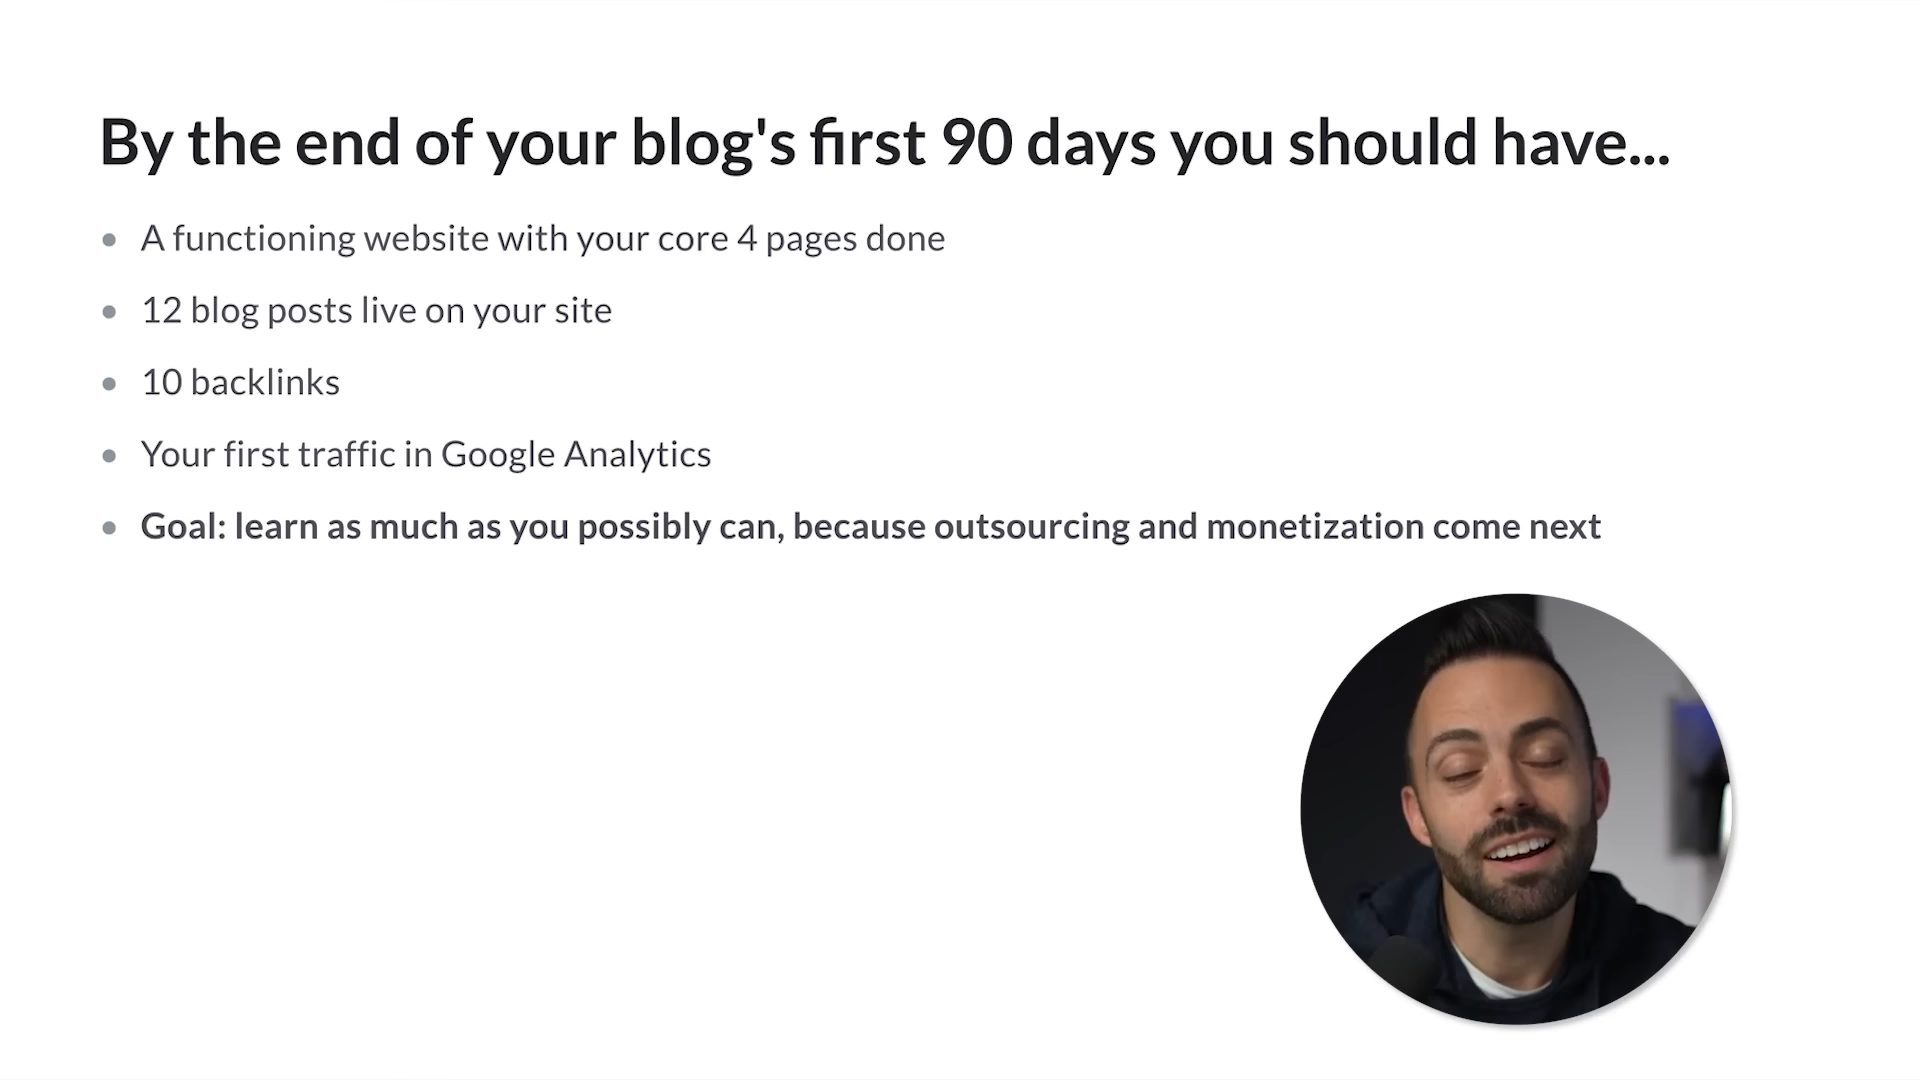 By the end of your blog's first 90 days you should have...
• A functioning website with your core 4 pages done
• 12 blog posts live on your site
• 10 backlinks
• Your first traffic in Google Analytics
• Goal: learn as much as you possibly can, because outsourcing and monetization come next